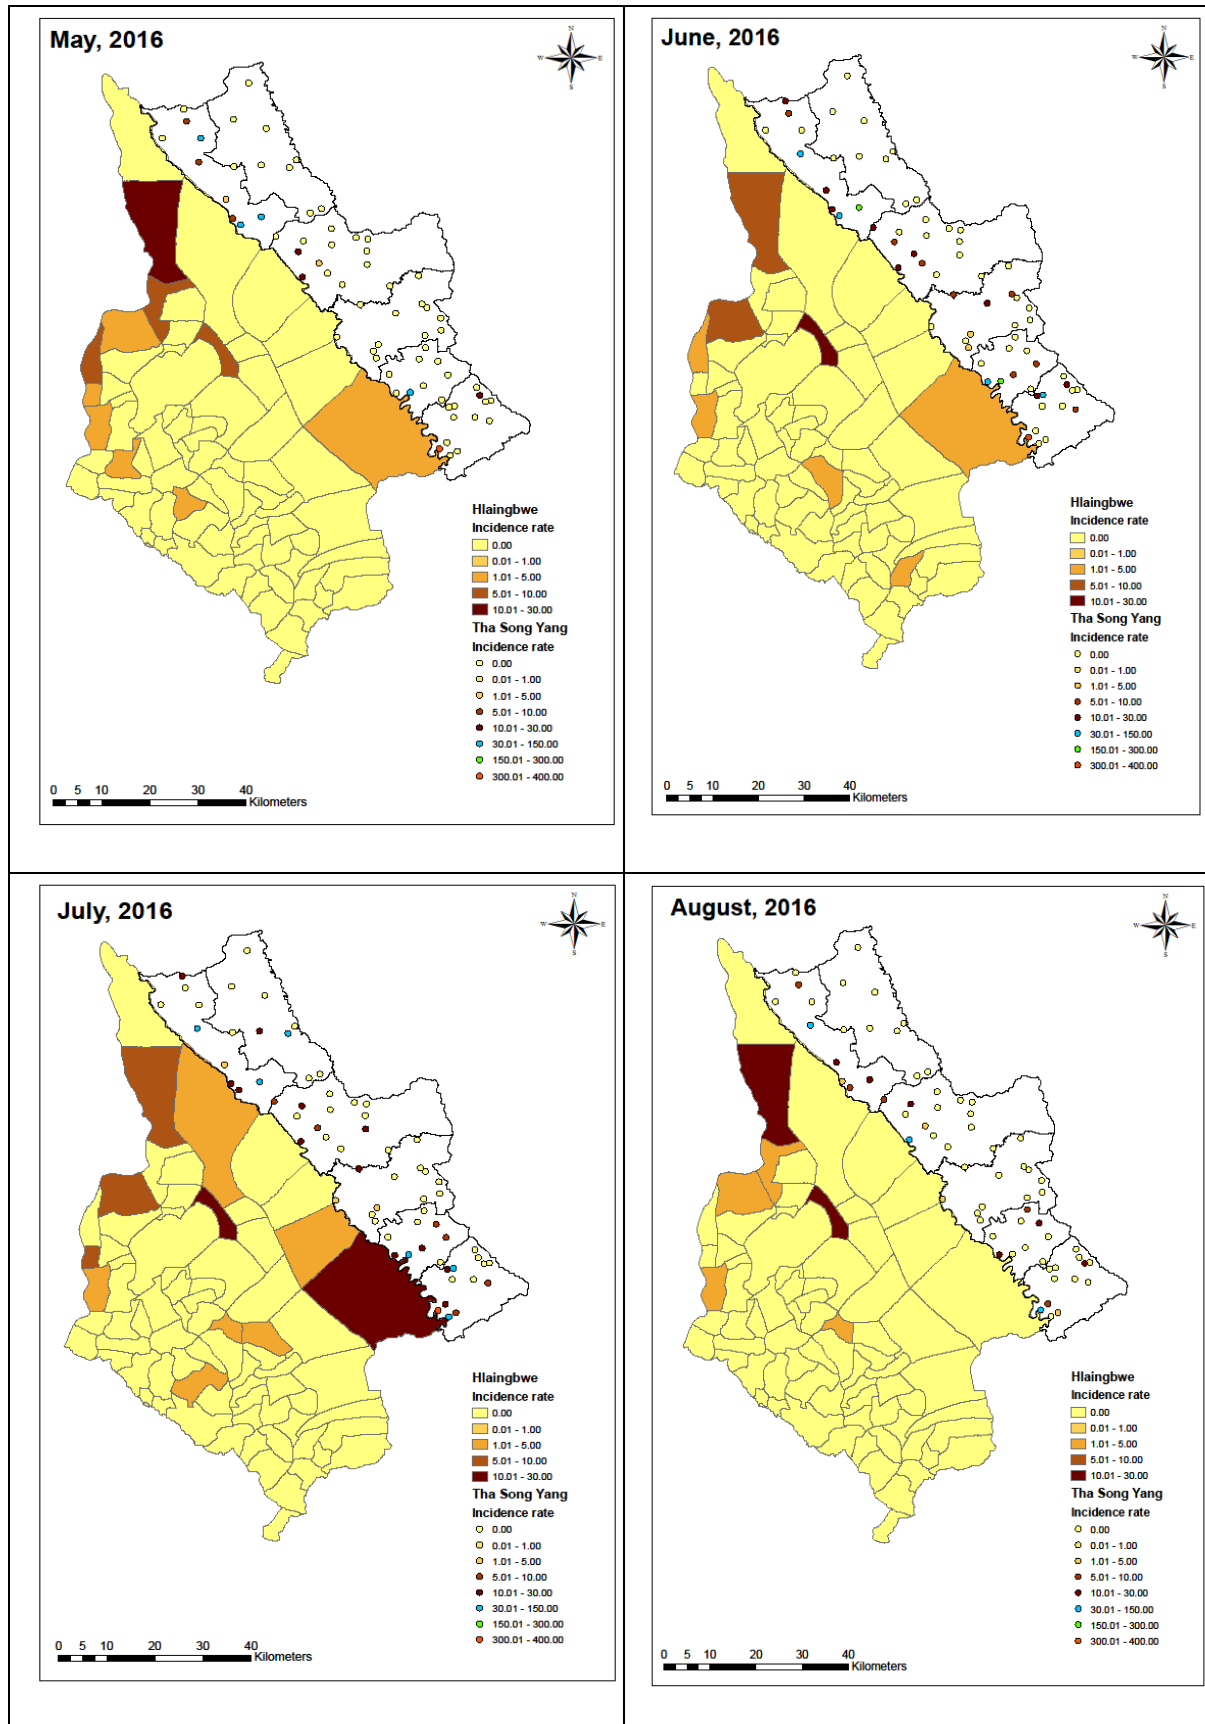 May, 2016
N
W
E
S
Hlaingbwe
Incidence rate
0.00
0.01 - 1.00
1.01 - 5.00
5.01 - 10.00
10.01 - 30.00
Tha Song Yang
Incidence rate
0.00
0.01 - 1.00
1.01 - 5.00
5.01 - 10.00
10.01 - 30.00
30.01 - 150.00
150.01 - 300.00
300.01 - 400.00
0 5 10 20 30 40
Kilometers
June, 2016
N
W
E
S
Hlaingbwe
Incidence rate
0.00
0.01 - 1.00
1.01 - 5.00
5.01 - 10.00
10.01 - 30.00
Tha Song Yang
Incidence rate
0.00
0.01 - 1.00
1.01 - 5.00
5.01 - 10.00
10.01 - 30.00
30.01 - 150.00
150.01 - 300.00
300.01 - 400.00
0 5 10 20 30 40
Kilometers
July, 2016
N
W
E
S
Hlaingbwe
Incidence rate
0.00
0.01 - 1.00
1.01 - 5.00
5.01 - 10.00
10.01 - 30.00
Tha Song Yang
Incidence rate
0.00
0.01 - 1.00
1.01 - 5.00
5.01 - 10.00
10.01 - 30.00
30.01 - 150.00
150.01 - 300.00
300.01 - 400.00
0 5 10 20 30 40
Kilometers
August, 2016
N
W
E
S
Hlaingbwe
Incidence rate
0.00
0.01 - 1.00
1.01 - 5.00
5.01 - 10.00
10.01 - 30.00
Tha Song Yang
Incidence rate
0.00
0.01 - 1.00
1.01 - 5.00
5.01 - 10.00
10.01 - 30.00
30.01 - 150.00
150.01 - 300.00
300.01 - 400.00
0 5 10 20 30 40
Kilometers